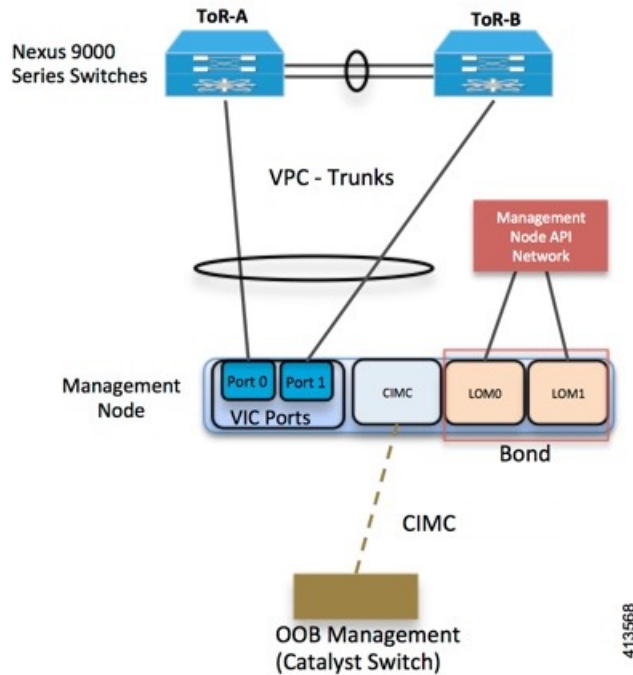 ToR-A
ToR-B
Nexus 9000
Series Switches
VPC - Trunks
Management
Node API
Network
Management
Node
Port 0
Port 1
VIC Ports
CIMC
LOM0
LOM1
Bond
CIMC
OOB Management
(Catalyst Switch)
413568